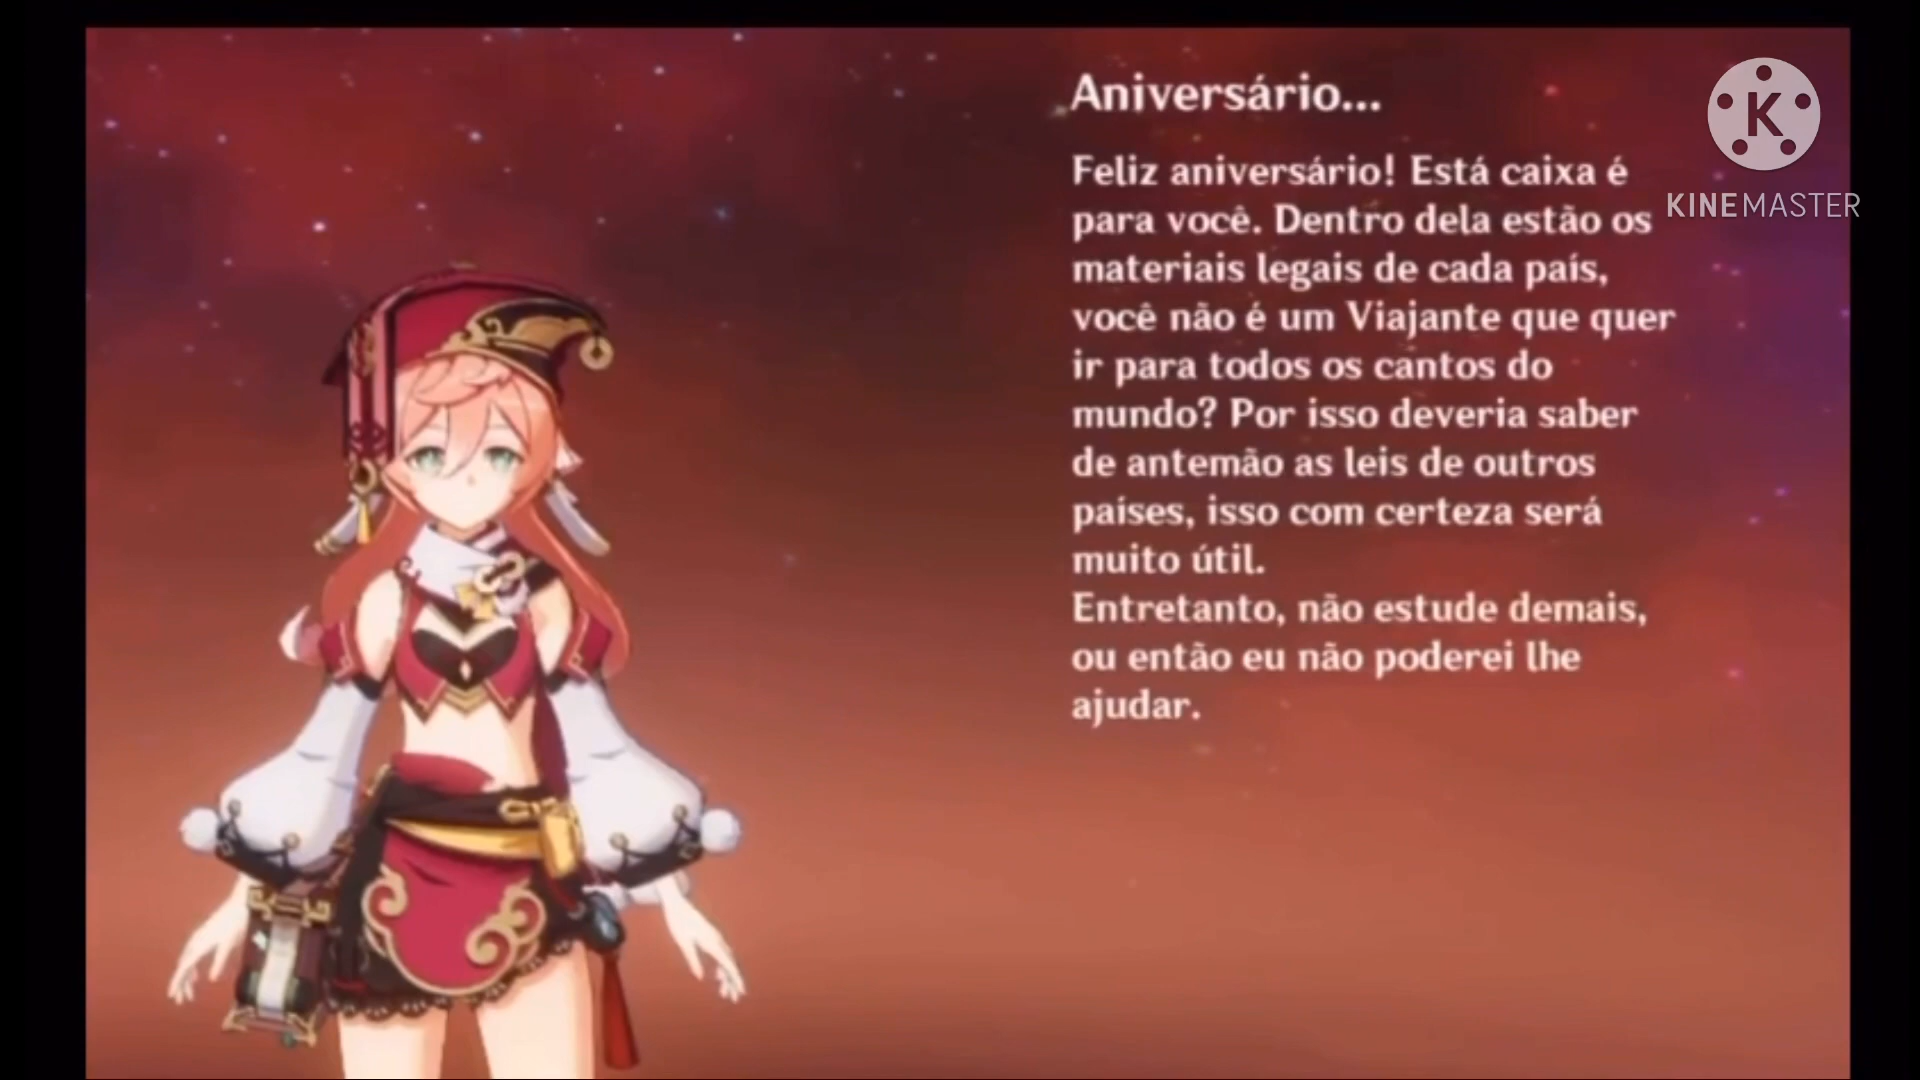 Aniversário...
Feliz aniversário! Está caixa é
para você. Dentro dela estão os
materiais legais de cada país,
você não é um Viajante que quer
ir para todos os cantos do
mundo? Por isso deveria saber
de antemão as leis de outros
países, isso com certeza será
muito útil.
Entretanto, não estude demais,
ou então eu não poderei lhe
ajudar.
K
KINEMASTER